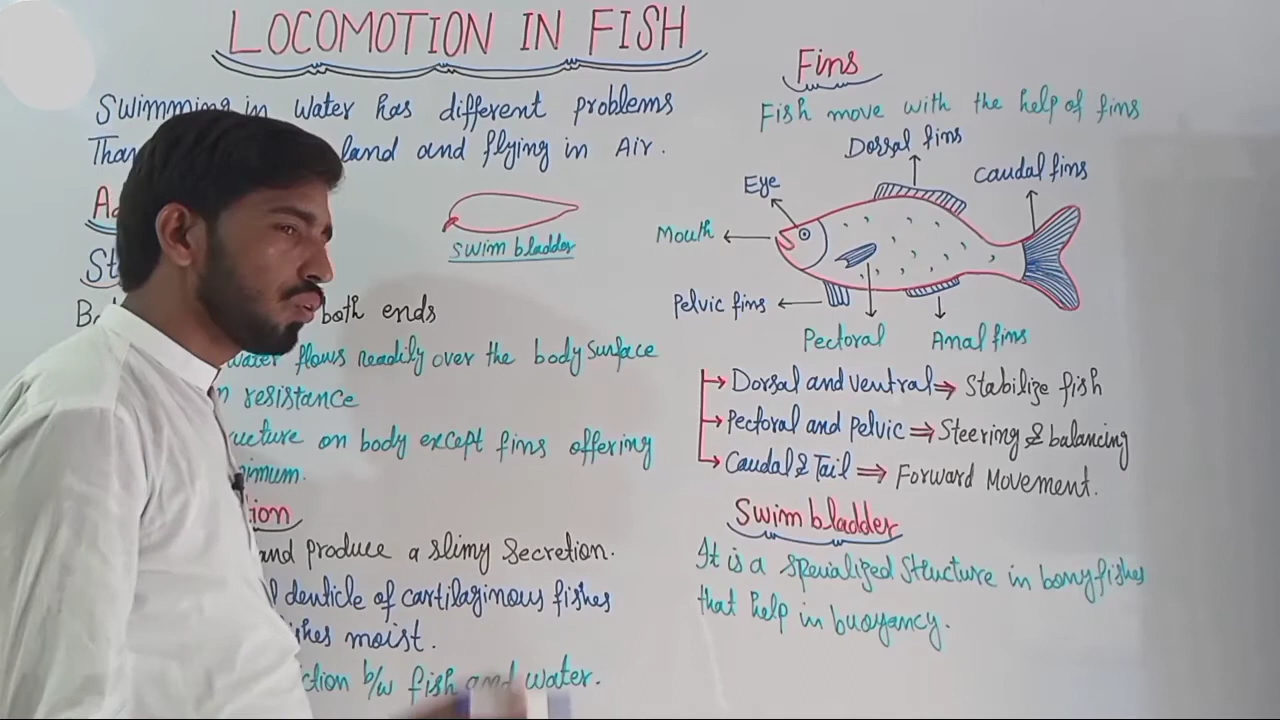 LOCOMOTION IN FISH
Swimming in water has different problems
land and flying in Air.
Swim bladder
both ends
water flows readily over the body surface
resistance
on body except fins offering
and produce a slimy secretion.
denticle of cartilaginous fishes
moist.
b/w fish and water.
Fins
Fish move with the help of fins
Dorsal fins
Caudal fins
Eye
Mouth
Pelvic fins
Pectoral
Anal fins
Dorsal and ventral ⇒ Stabilize fish
Pectoral and pelvic ⇒ Steering & balancing
Caudal & Tail ⇒ Forward Movement.
Swim bladder
It is a specialized structure in bony fishes
that help in buoyancy.